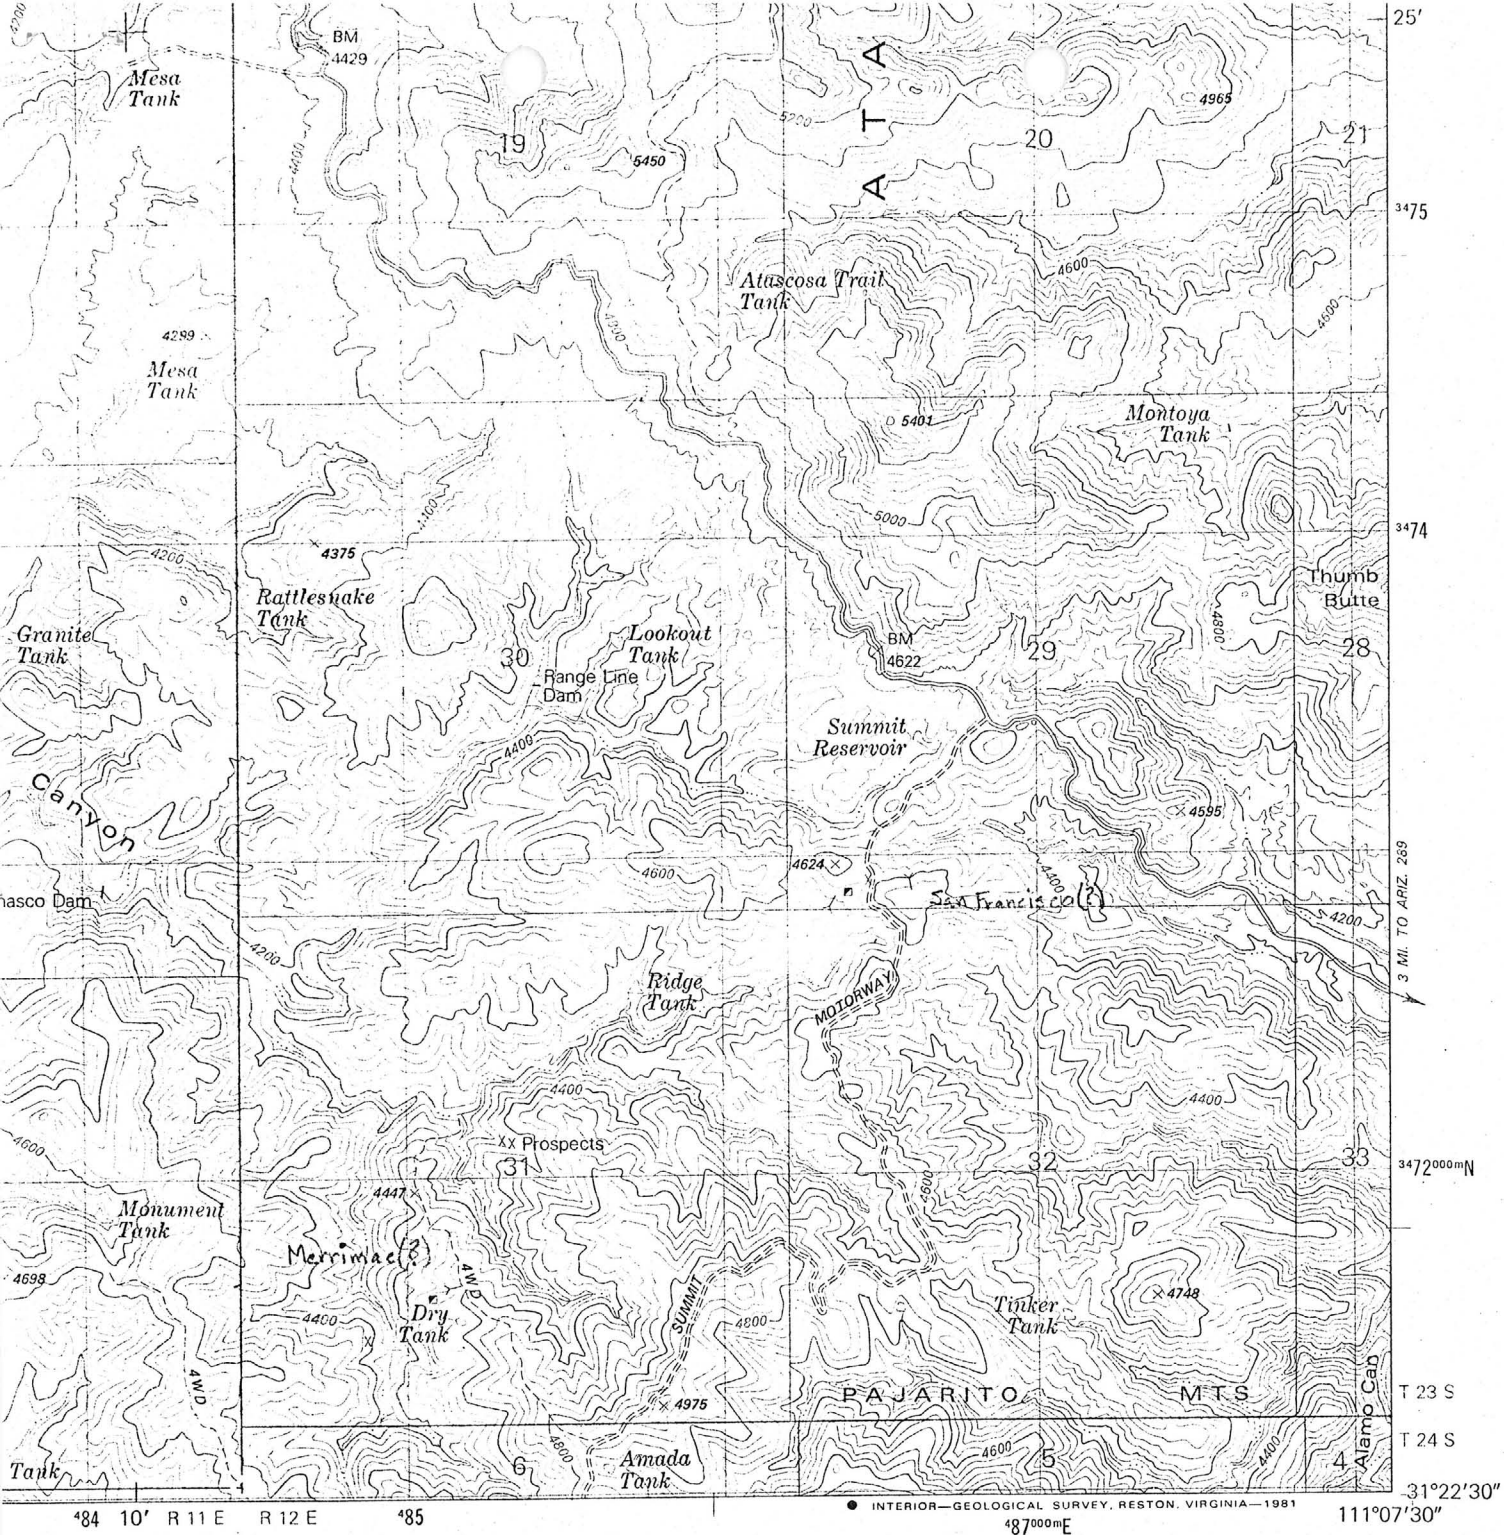 4200
BM
4429
25'
Mesa
Tank
A
T
A
A
4965
5200
19
20
21
5450
4400
3475
Atascosa Trail
Tank
4600
4600
4299
4300
Mesa
Tank
5401
Montoya
Tank
4400
5000
3474
4200
4375
Thumb
Butte
Rattlesnake
Tank
4800
Granite
Tank
Lookout
Tank
BM
4622
30
29
28
Range Line
Dam
Summit
Reservoir
4400
Canyon
4595
4624
4600
4400
3 MI. TO ARIZ. 289
San Francisco(?)
nasco Dam
4200
4200
Ridge
Tank
MOTORWAY
4400
4400
4600
Prospects
31
32
33
3472000mN
4447
4600
Monument
Tank
Merrimac(?)
4698
4WD
4748
Dry
Tank
4400
SUMMIT
4800
Tinker
Tank
4WD
PAJARITO MTS
4975
T 23 S
Alamo Can
T 24 S
4800
4600
4400
6
5
4
Amada
Tank
Tank
31°22'30"
INTERIOR—GEOLOGICAL SURVEY, RESTON, VIRGINIA—1981
484 10' R 11 E R 12 E 485 487000mE 111°07'30"